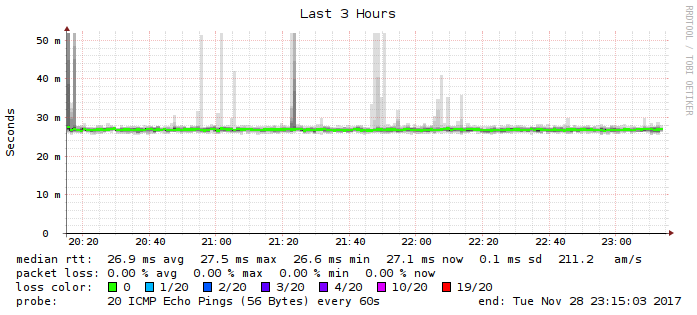 Last 3 Hours
RRDTOOL / TOBI OETIKER
Seconds
50 m
40 m
30 m
20 m
10 m
0
20:20 20:40 21:00 21:20 21:40 22:00 22:20 22:40 23:00
median rtt: 26.9 ms avg 27.5 ms max 26.6 ms min 27.1 ms now 0.1 ms sd 211.2 am/s
packet loss: 0.00 % avg 0.00 % max 0.00 % min 0.00 % now
loss color: 0 1/20 2/20 3/20 4/20 10/20 19/20
probe: 20 ICMP Echo Pings (56 Bytes) every 60s end: Tue Nov 28 23:15:03 2017